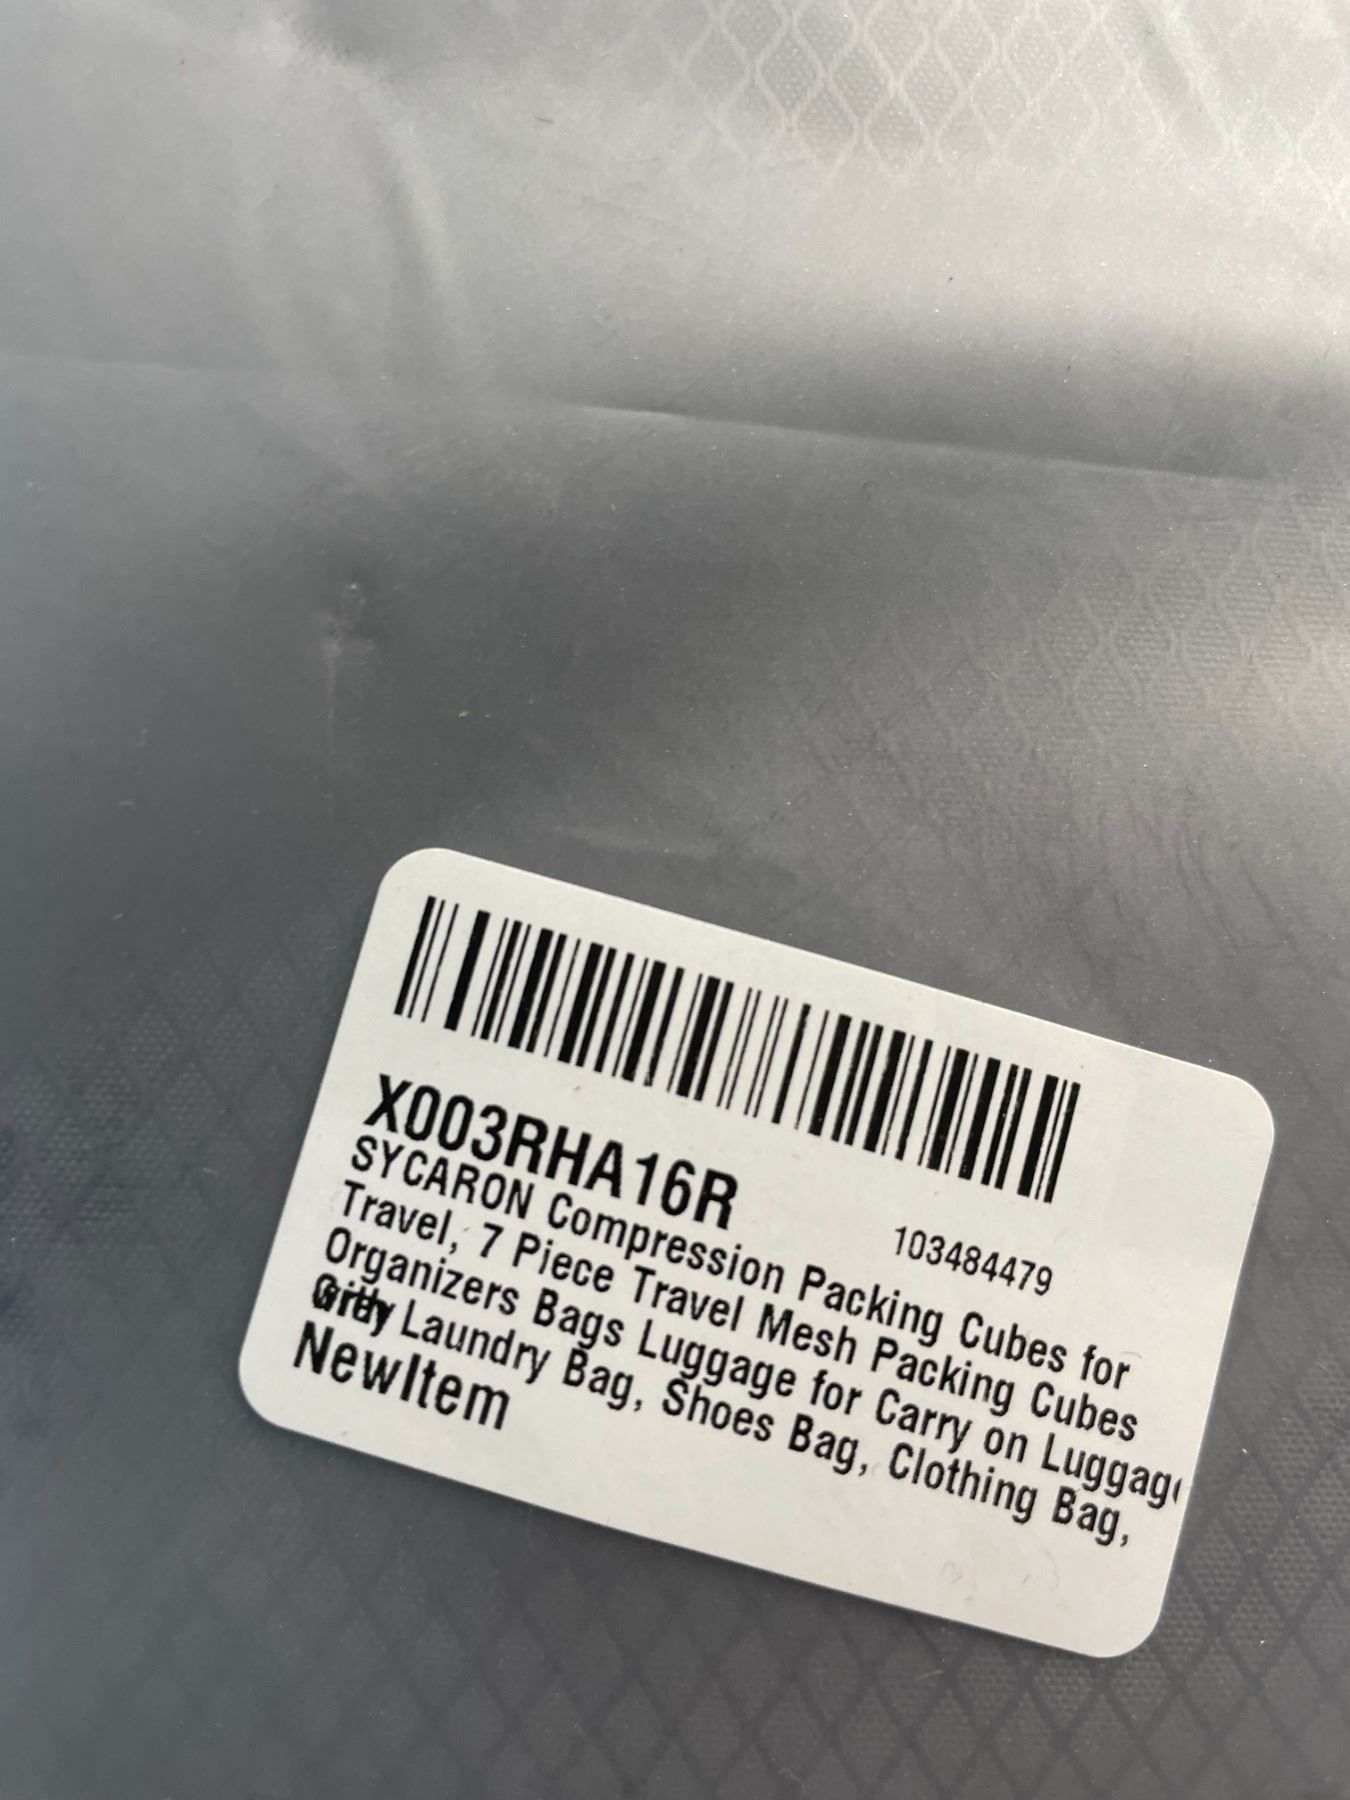 X003RHA16R
103484479
SYCARON Compression Packing Cubes for
Travel, 7 Piece Travel Mesh Packing Cubes
Organizers Bags Luggage for Carry on Luggage
Laundry Bag, Shoes Bag, Clothing Bag,
NewItem